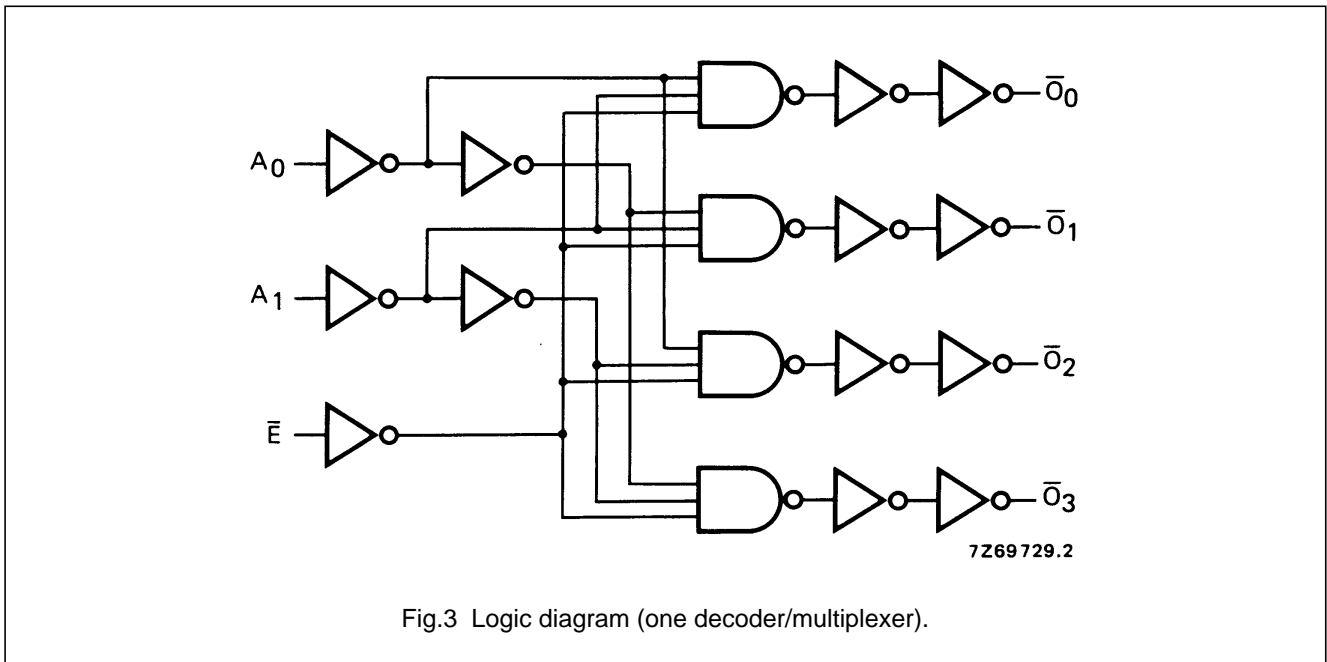 A0
A1
Ē
Ō0
Ō1
Ō2
Ō3
7Z69729.2
Fig.3 Logic diagram (one decoder/multiplexer).